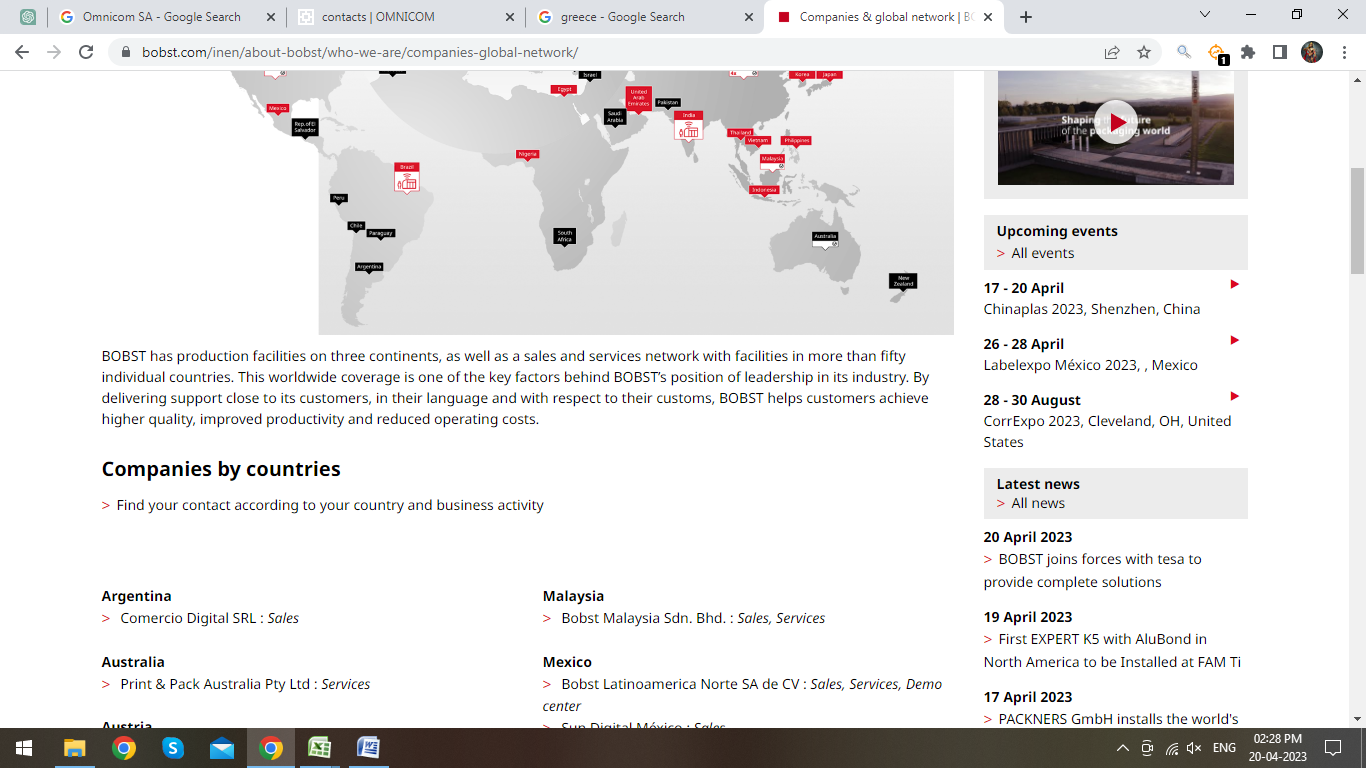 Omnicom SA - Google Search
contacts | OMNICOM
greece - Google Search
Companies & global network | BO
bobst.com/inen/about-bobst/who-we-are/companies-global-network/
1
Israel
Korea
Japan
Mexico
Egypt
United
Arab
Emirates
Pakistan
Rep. of El
Salvador
Saudi
Arabia
India
Thailand
Vietnam
Philippines
Nigeria
Malaysia
Brazil
Indonesia
Peru
Chile
Paraguay
South
Africa
Australia
Argentina
New
Zealand
BOBST has production facilities on three continents, as well as a sales and services network with facilities in more than fifty
individual countries. This worldwide coverage is one of the key factors behind BOBST's position of leadership in its industry. By
delivering support close to its customers, in their language and with respect to their customs, BOBST helps customers achieve
higher quality, improved productivity and reduced operating costs.
Companies by countries
> Find your contact according to your country and business activity
Argentina
> Comercio Digital SRL : Sales
Australia
> Print & Pack Australia Pty Ltd : Services
Austria
Malaysia
> Bobst Malaysia Sdn. Bhd. : Sales, Services
Mexico
> Bobst Latinoamerica Norte SA de CV : Sales, Services, Demo
center
> Sun Digital México : Sales
Shaping the future
of the packaging world
Upcoming events
> All events
17 - 20 April
Chinaplas 2023, Shenzhen, China
26 - 28 April
Labelexpo México 2023, , Mexico
28 - 30 August
CorrExpo 2023, Cleveland, OH, United
States
Latest news
> All news
20 April 2023
> BOBST joins forces with tesa to
provide complete solutions
19 April 2023
> First EXPERT K5 with AluBond in
North America to be Installed at FAM Ti
17 April 2023
> PACKNERS GmbH installs the world's
ENG
02:28 PM
20-04-2023